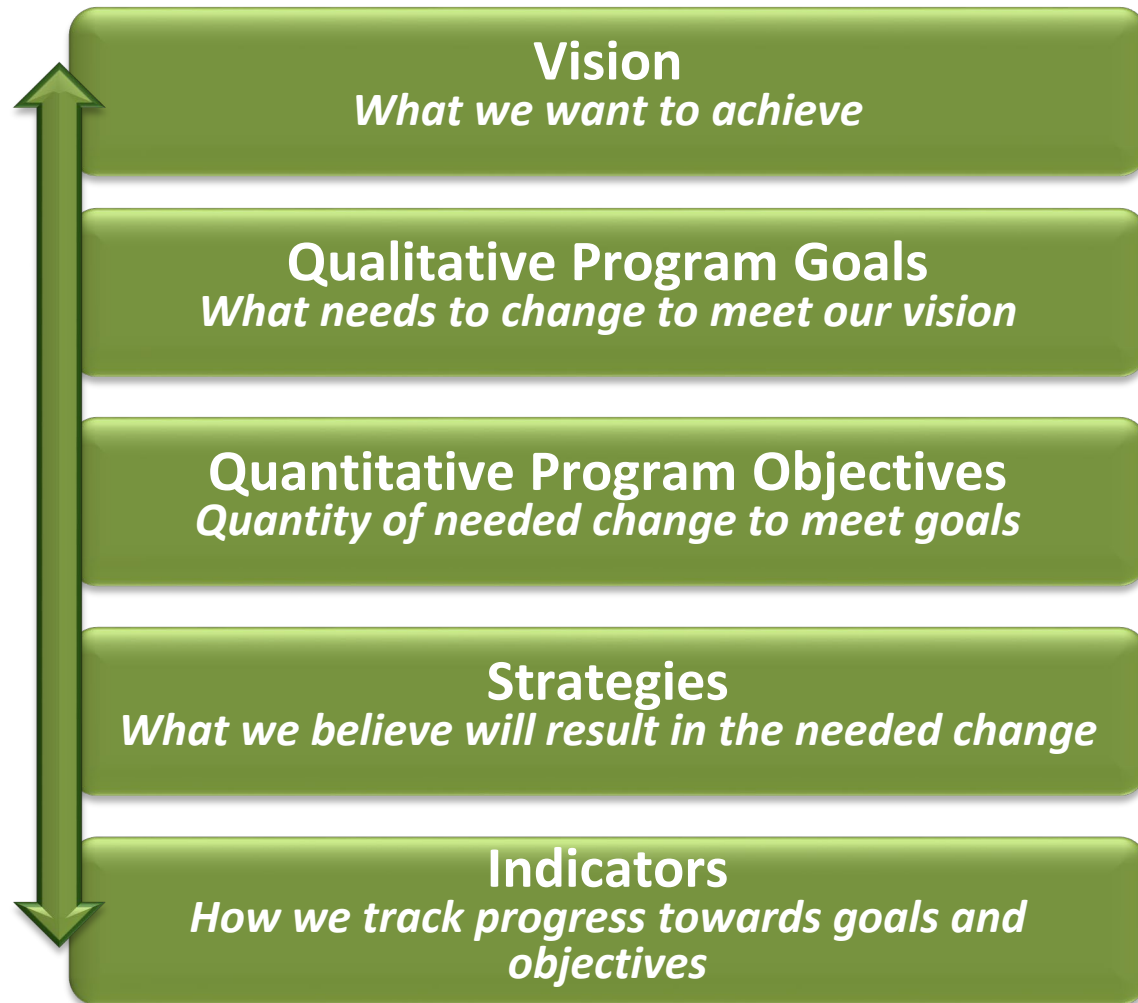 Vision
What we want to achieve
Qualitative Program Goals
What needs to change to meet our vision
Quantitative Program Objectives
Quantity of needed change to meet goals
Strategies
What we believe will result in the needed change
Indicators
How we track progress towards goals and
objectives